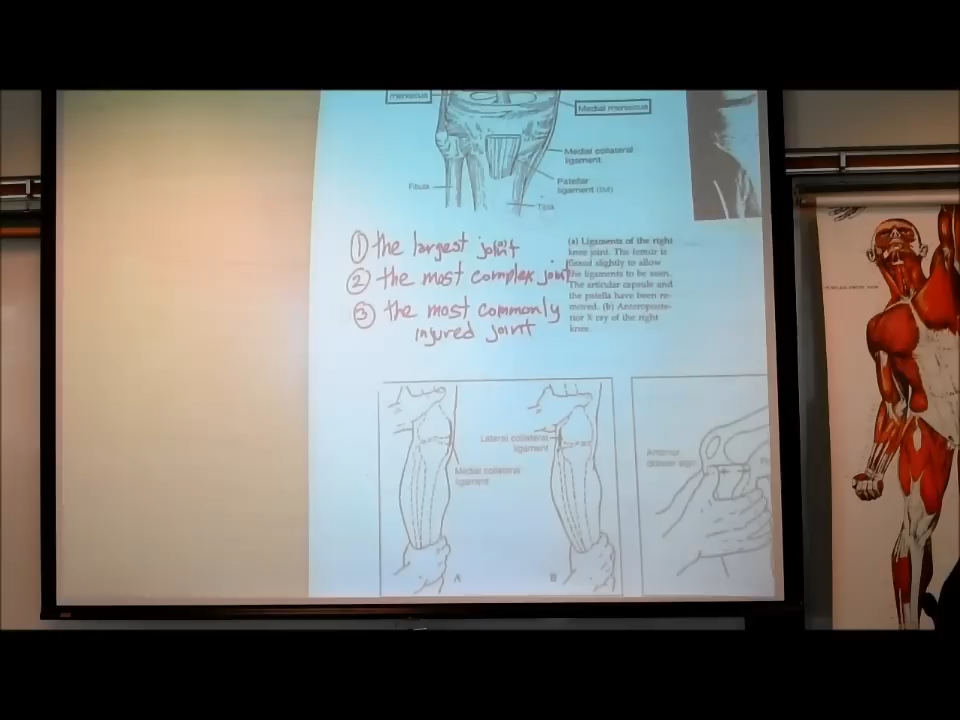 meniscus
Medial meniscus
Medial collateral
ligament
Patellar
ligament (cut)
Fibula
Tibia
① the largest joint
② the most complex joint
③ the most commonly
injured joint
(a) Ligaments of the right
knee joint. The femur is
flexed slightly to allow
the ligaments to be seen.
The articular capsule and
the patella have been re-
moved. (b) Anteroposte-
rior X ray of the right
knee.
Lateral collateral
ligament
Medial collateral
ligament
A
B
Anterior
drawer sign